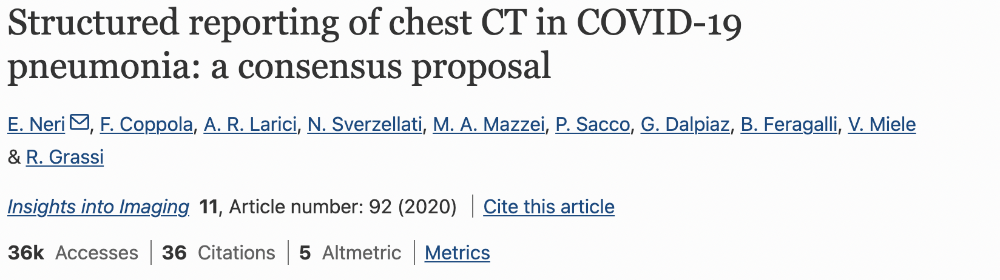 Structured reporting of chest CT in COVID-19
pneumonia: a consensus proposal
E. Neri, F. Coppola, A. R. Larici, N. Sverzellati, M. A. Mazzei, P. Sacco, G. Dalpiaz, B. Feragalli, V. Miele
& R. Grassi
Insights into Imaging 11, Article number: 92 (2020) | Cite this article
36k Accesses | 36 Citations | 5 Altmetric | Metrics